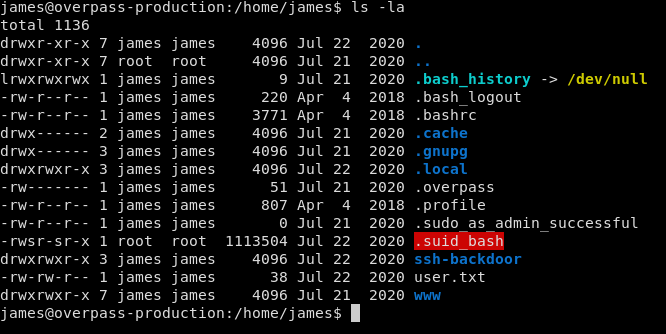 james@overpass-production:/home/james$ ls -la
total 1136
drwxr-xr-x 7 james james    4096 Jul 22  2020 .
drwxr-xr-x 7 root  root     4096 Jul 21  2020 ..
lrwxrwxrwx 1 james james       9 Jul 21  2020 .bash_history -> /dev/null
-rw-r--r-- 1 james james     220 Apr  4  2018 .bash_logout
-rw-r--r-- 1 james james    3771 Apr  4  2018 .bashrc
drwx------ 2 james james    4096 Jul 21  2020 .cache
drwx------ 3 james james    4096 Jul 21  2020 .gnupg
drwxrwxr-x 3 james james    4096 Jul 22  2020 .local
-rw------- 1 james james      51 Jul 21  2020 .overpass
-rw-r--r-- 1 james james     807 Apr  4  2018 .profile
-rw-r--r-- 1 james james       0 Jul 21  2020 .sudo_as_admin_successful
-rwsr-sr-x 1 root  root  1113504 Jul 22  2020 .suid_bash
drwxrwxr-x 3 james james    4096 Jul 22  2020 ssh-backdoor
-rw-rw-r-- 1 james james      38 Jul 22  2020 user.txt
drwxrwxr-x 7 james james    4096 Jul 21  2020 www
james@overpass-production:/home/james$